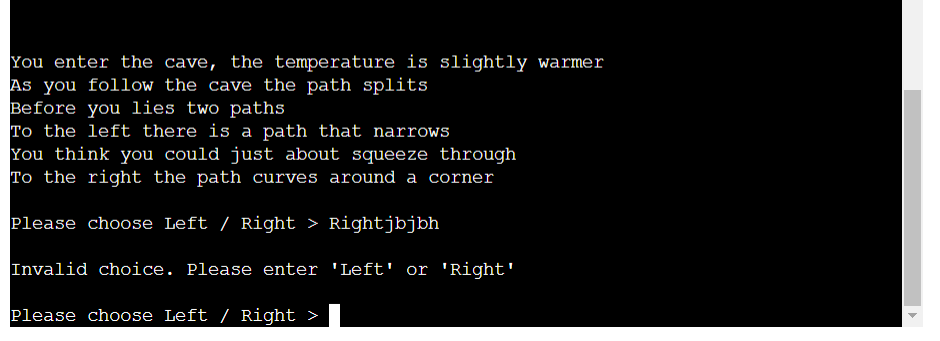 You enter the cave, the temperature is slightly warmer
As you follow the cave the path splits
Before you lies two paths
To the left there is a path that narrows
You think you could just about squeeze through
To the right the path curves around a corner
Please choose Left / Right > Rightjbjbh
Invalid choice. Please enter 'Left' or 'Right'
Please choose Left / Right >